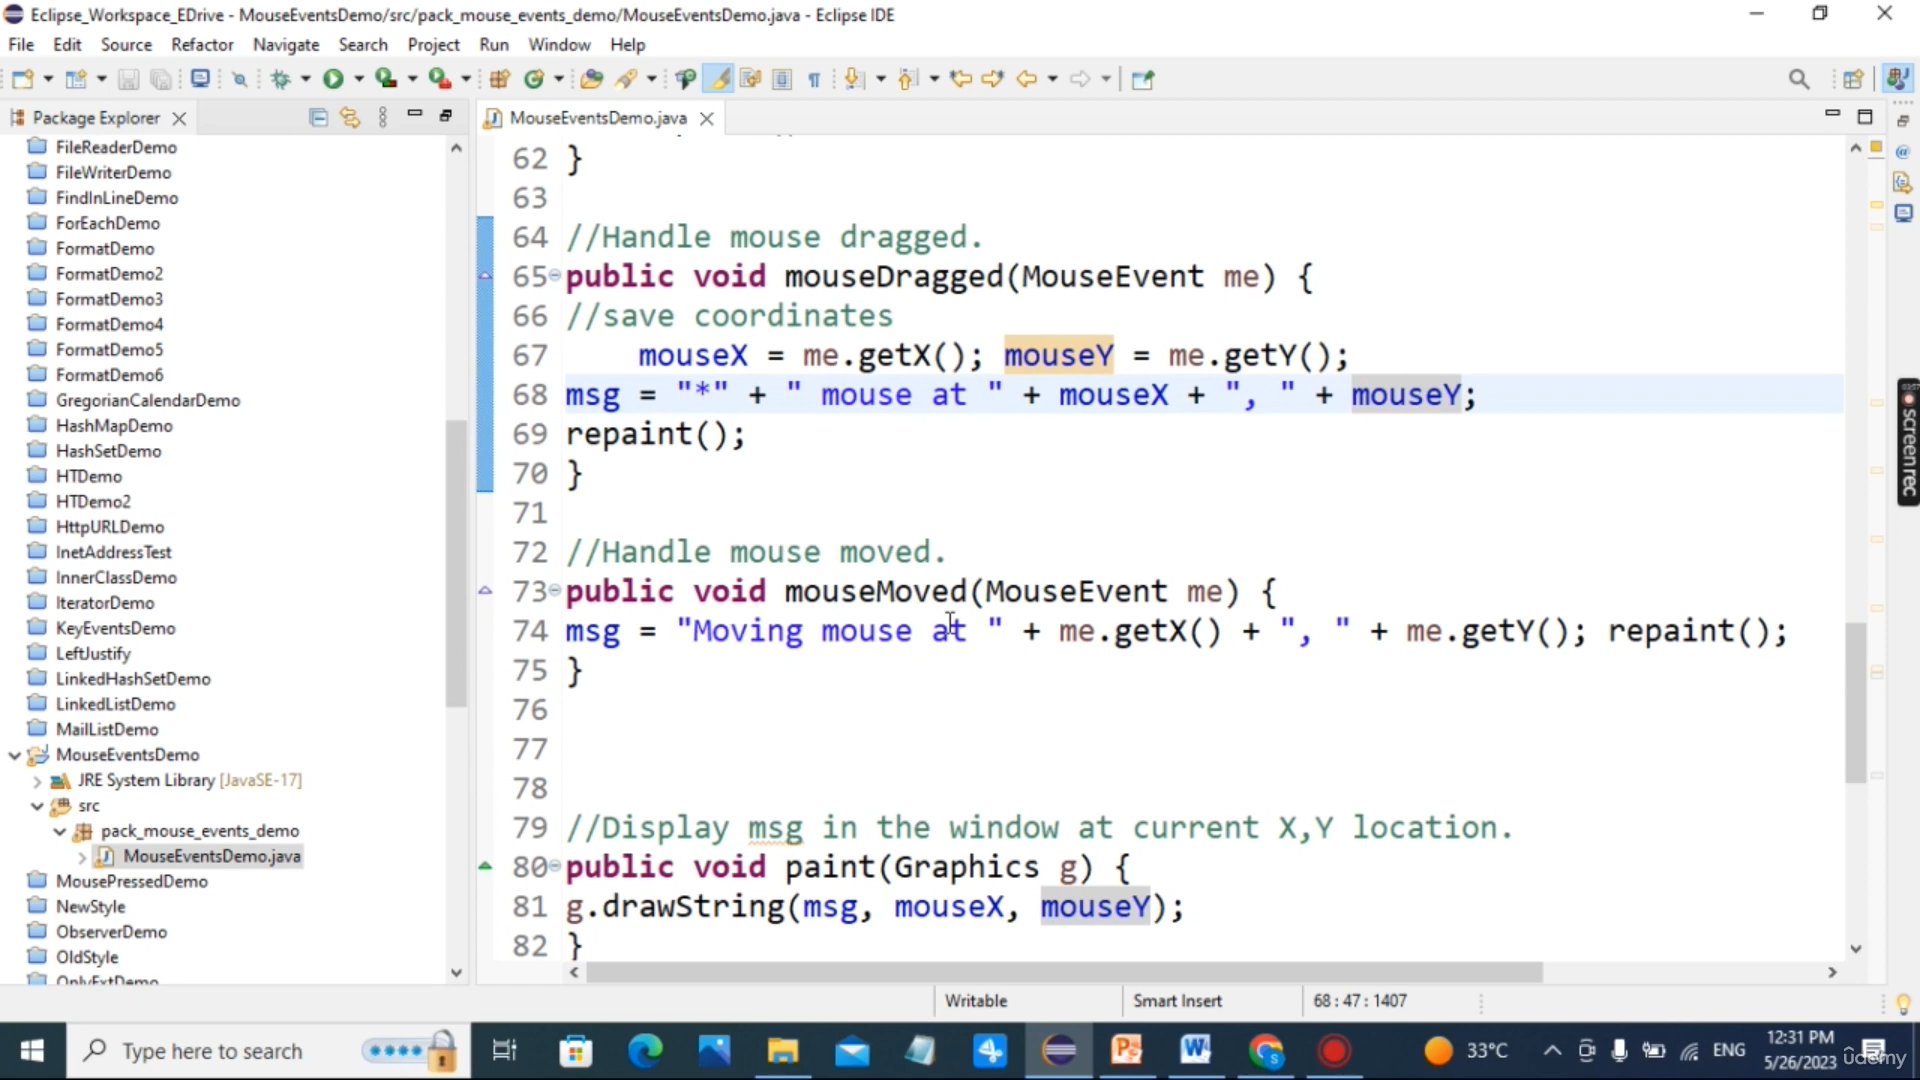 Eclipse_Workspace_EDrive - MouseEventsDemo/src/pack_mouse_events_demo/MouseEventsDemo.java - Eclipse IDE
File Edit Source Refactor Navigate Search Project Run Window Help
Package Explorer
MouseEventsDemo.java
FileReaderDemo
FileWriterDemo
FindInLineDemo
ForEachDemo
FormatDemo
FormatDemo2
FormatDemo3
FormatDemo4
FormatDemo5
FormatDemo6
GregorianCalendarDemo
HashMapDemo
HashSetDemo
HTDemo
HTDemo2
HttpURLDemo
InetAddressTest
InnerClassDemo
IteratorDemo
KeyEventsDemo
LeftJustify
LinkedHashSetDemo
LinkedListDemo
MailListDemo
MouseEventsDemo
JRE System Library [JavaSE-17]
src
pack_mouse_events_demo
MouseEventsDemo.java
MousePressedDemo
NewStyle
ObserverDemo
OldStyle
OnlyExtDemo
62 }
63
64 //Handle mouse dragged.
65 public void mouseDragged(MouseEvent me) {
66 //save coordinates
67 mouseX = me.getX(); mouseY = me.getY();
68 msg = "*" + " mouse at " + mouseX + ", " + mouseY;
69 repaint();
70 }
71
72 //Handle mouse moved.
73 public void mouseMoved(MouseEvent me) {
74 msg = "Moving mouse at " + me.getX() + ", " + me.getY(); repaint();
75 }
76
77
78
79 //Display msg in the window at current X,Y location.
80 public void paint(Graphics g) {
81 g.drawString(msg, mouseX, mouseY);
82 }
screen rec
Writable Smart Insert 68 : 47 : 1407
Type here to search
33°C ENG
12:31 PM
5/26/2023
ûdemy